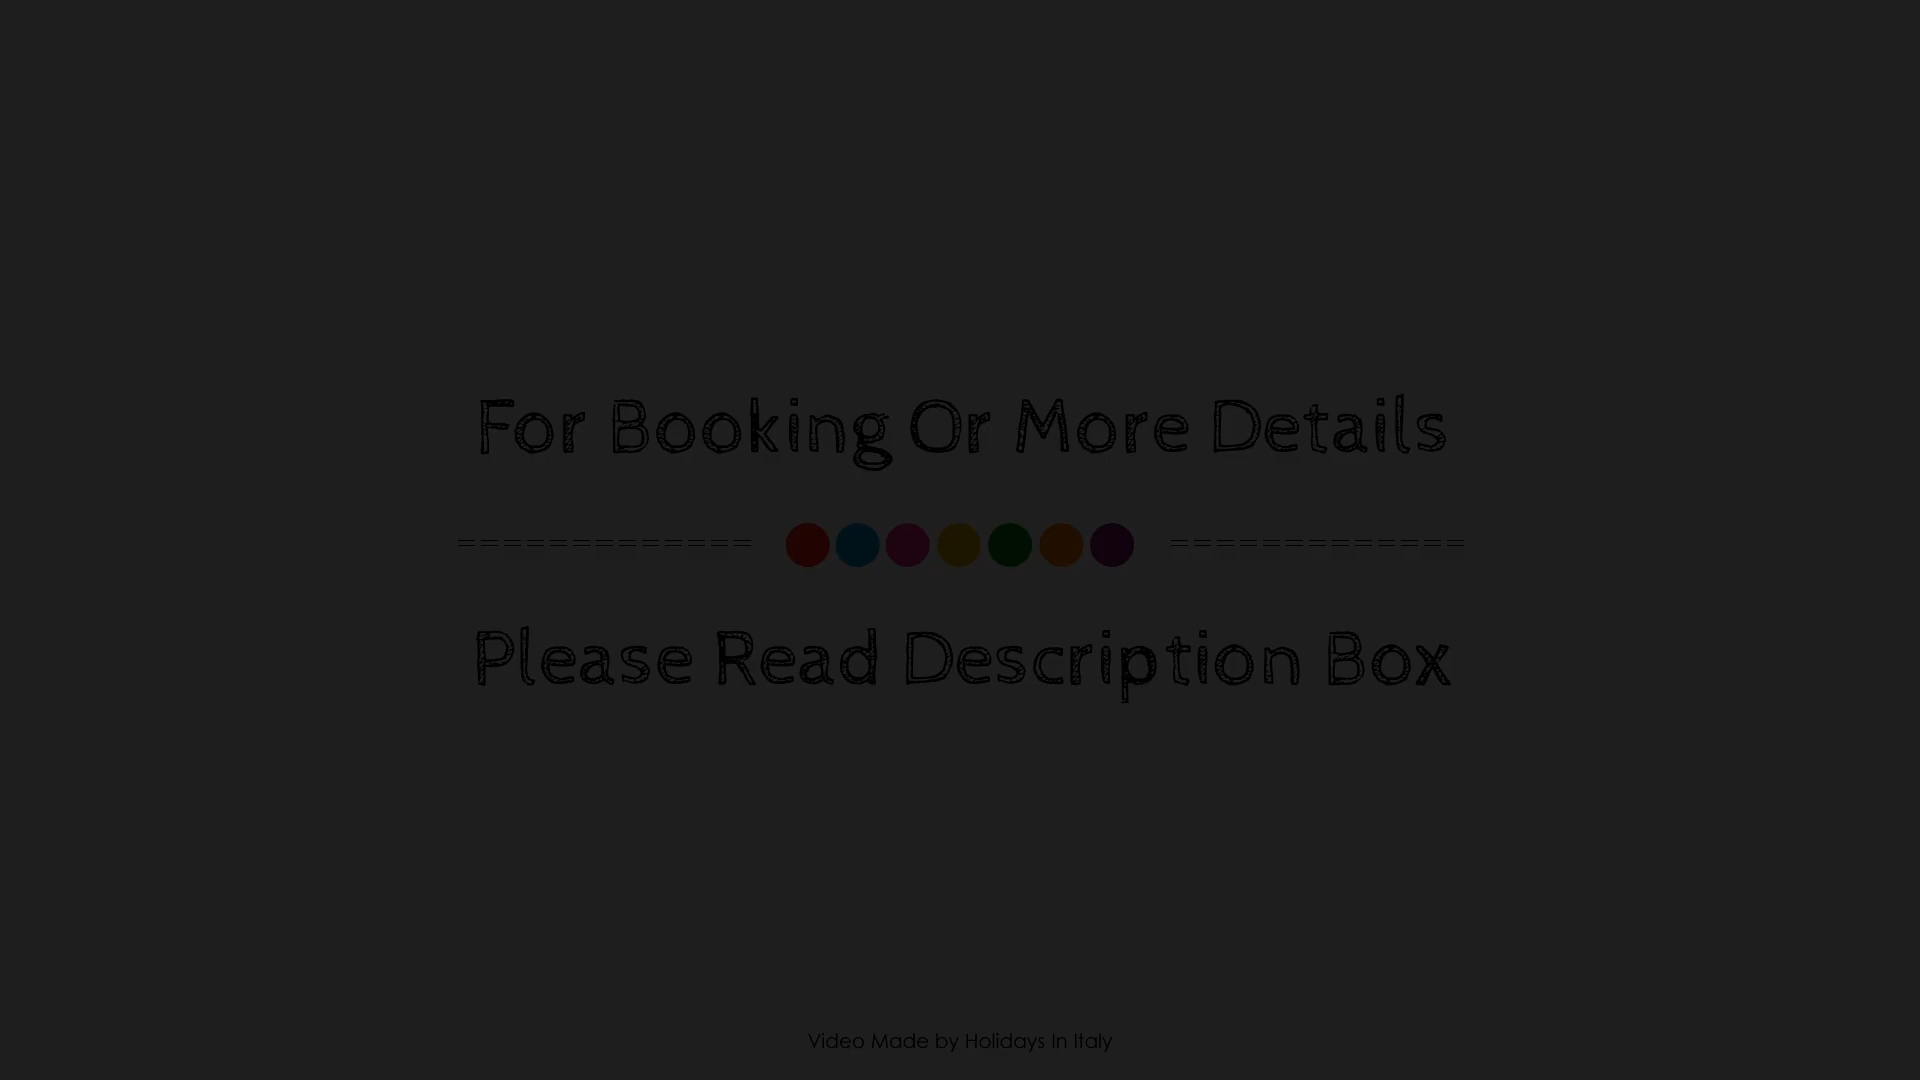 For Booking Or More Details
============= =============
Please Read Description Box
Video Made by Holidays In Italy